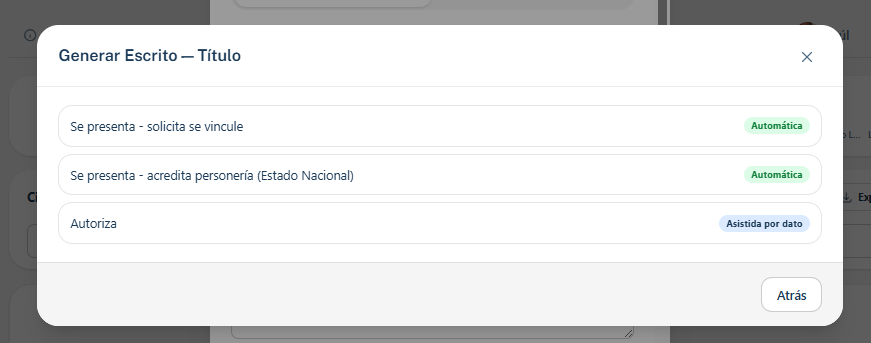 Generar Escrito — Título
Se presenta - solicita se vincule
Automática
Se presenta - acredita personería (Estado Nacional)
Automática
Autoriza
Asistida por dato
Atrás